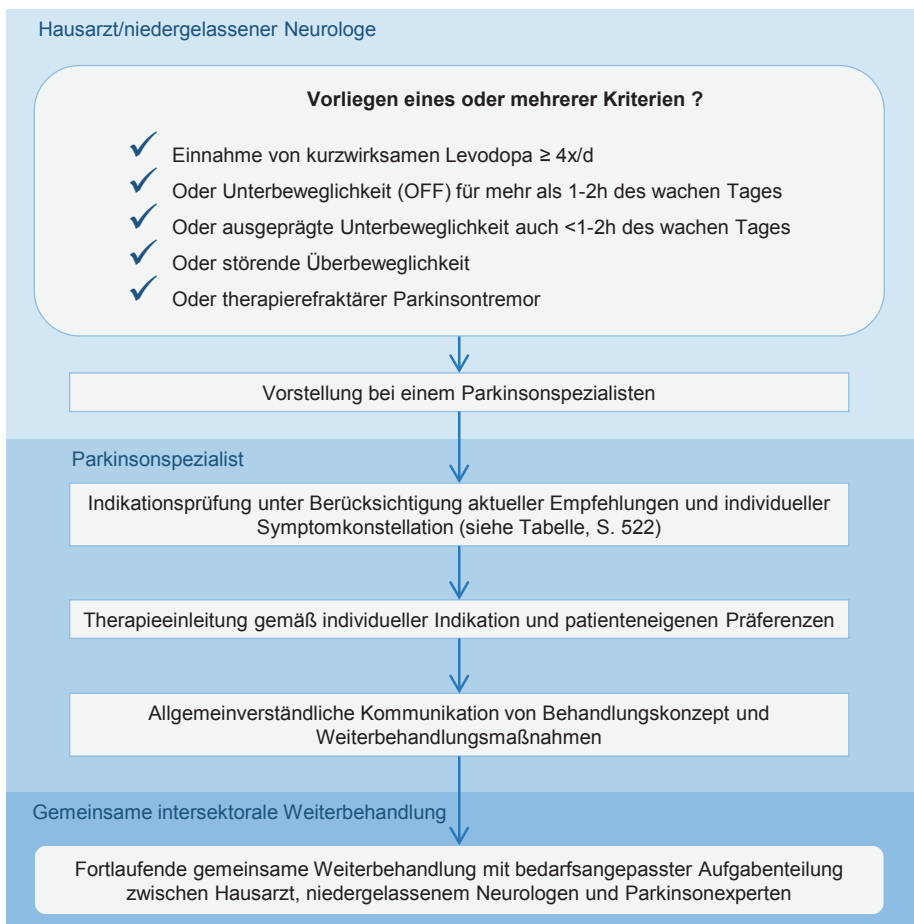 Hausarzt/niedergelassener Neurologe
Vorliegen eines oder mehrerer Kriterien ?
Einnahme von kurzwirksamen Levodopa ≥ 4x/d
Oder Unterbeweglichkeit (OFF) für mehr als 1-2h des wachen Tages
Oder ausgeprägte Unterbeweglichkeit auch <1-2h des wachen Tages
Oder störende Überbeweglichkeit
Oder therapierefraktärer Parkinsontremor
Vorstellung bei einem Parkinsonspezialisten
Parkinsonspezialist
Indikationsprüfung unter Berücksichtigung aktueller Empfehlungen und individueller
Symptomkonstellation (siehe Tabelle, S. 522)
Therapieeinleitung gemäß individueller Indikation und patienteneigenen Präferenzen
Allgemeinverständliche Kommunikation von Behandlungskonzept und
Weiterbehandlungsmaßnahmen
Gemeinsame intersektorale Weiterbehandlung
Fortlaufende gemeinsame Weiterbehandlung mit bedarfsangepasster Aufgabenteilung
zwischen Hausarzt, niedergelassenem Neurologen und Parkinsonexperten